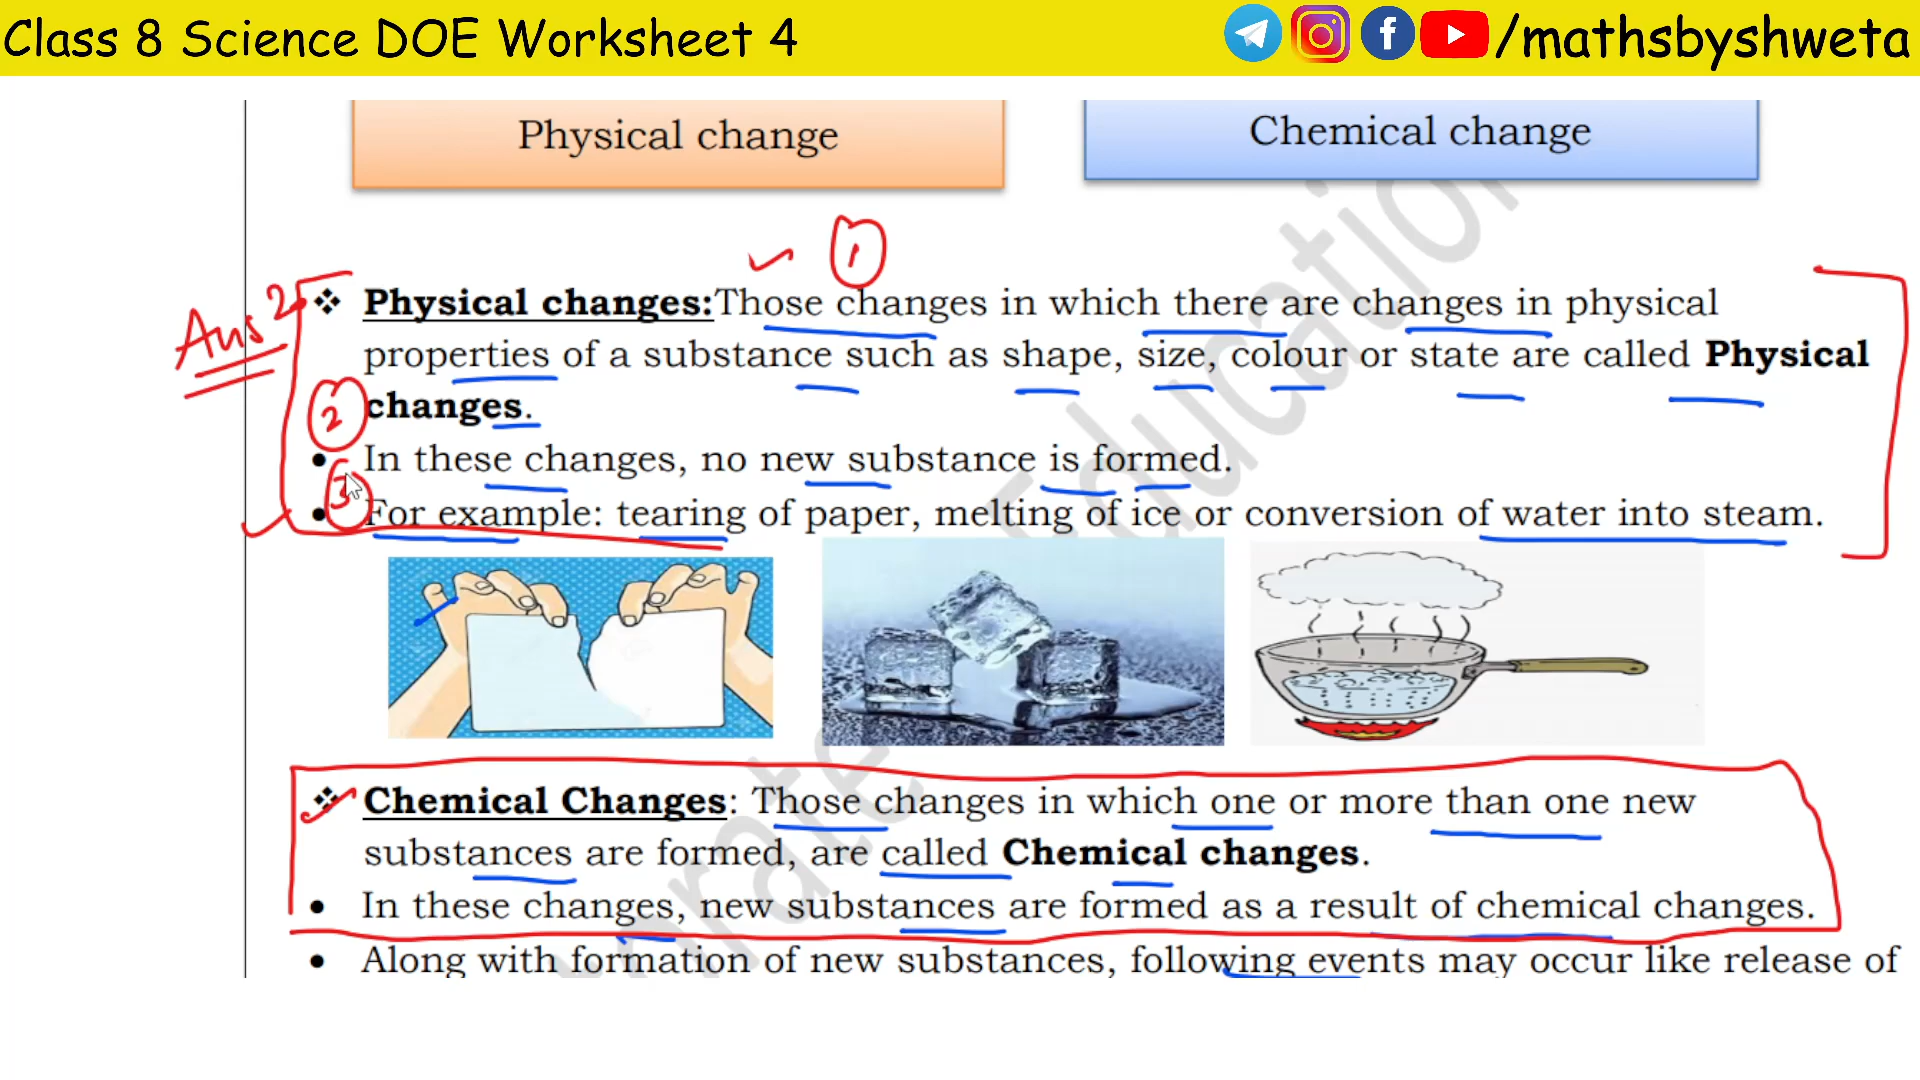 Class 8 Science DOE Worksheet 4
/mathsbyshweta
Physical change
Chemical change
1
Ans 2
❖ Physical changes:Those changes in which there are changes in physical
properties of a substance such as shape, size, colour or state are called Physical
changes.
2
• In these changes, no new substance is formed.
3
• For example: tearing of paper, melting of ice or conversion of water into steam.
❖ Chemical Changes: Those changes in which one or more than one new
substances are formed, are called Chemical changes.
• In these changes, new substances are formed as a result of chemical changes.
• Along with formation of new substances, following events may occur like release of